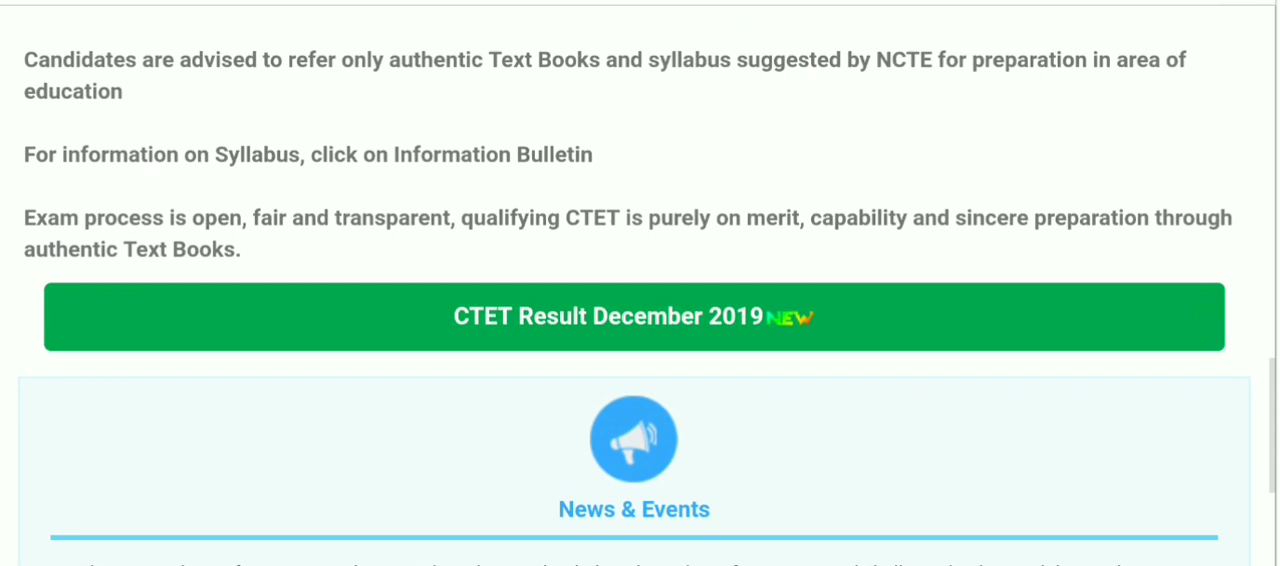 Candidates are advised to refer only authentic Text Books and syllabus suggested by NCTE for preparation in area of
education
For information on Syllabus, click on Information Bulletin
Exam process is open, fair and transparent, qualifying CTET is purely on merit, capability and sincere preparation through
authentic Text Books.
CTET Result December 2019 NEW
News & Events